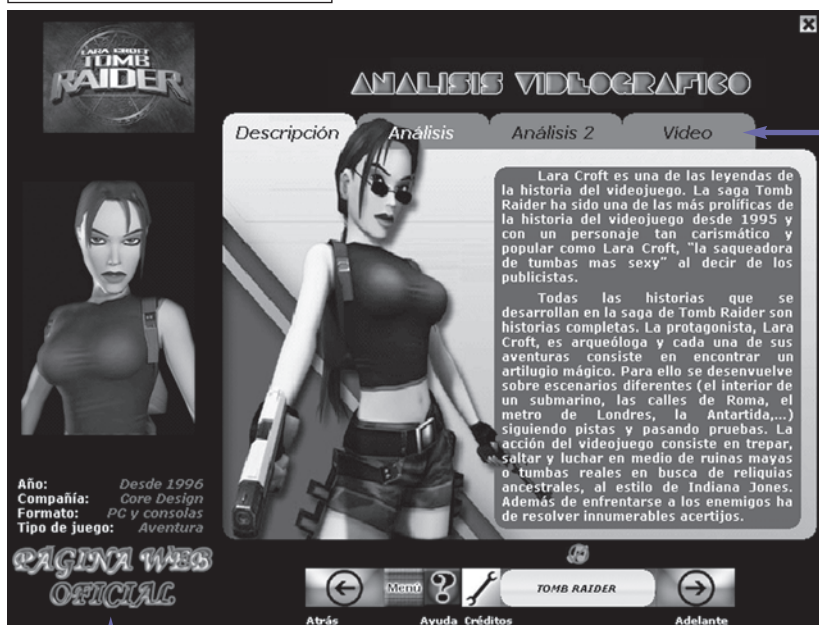 LARA CROFT
TOMB
RAIDER
ANALISIS VIDEOGRAFICO
Descripción
Análisis
Análisis 2
Video
Lara Croft es una de las leyendas de
la historia del videojuego. La saga Tomb
Raider ha sido una de las más prolíficas de
la historia del videojuego desde 1995 y
con un personaje tan carismático y
popular como Lara Croft, "la saqueadora
de tumbas mas sexy" al decir de los
publicistas.
Todas las historias que se
desarrollan en la saga de Tomb Raider son
historias completas. La protagonista, Lara
Croft, es arqueóloga y cada una de sus
aventuras consiste en encontrar un
artilugio mágico. Para ello se desenvuelve
sobre escenarios diferentes (el interior de
un submarino, las calles de Roma, el
metro de Londres, la Antartida,...)
siguiendo pistas y pasando pruebas. La
acción del videojuego consiste en trepar,
saltar y luchar en medio de ruinas mayas
o tumbas reales en busca de reliquias
ancestrales, al estilo de Indiana Jones.
Además de enfrentarse a los enemigos ha
de resolver innumerables acertijos.
Año: Desde 1996
Compañía: Core Design
Formato: PC y consolas
Tipo de juego: Aventura
PAGINA WEB
OFICIAL
Menú
?
TOMB RAIDER
Atrás
Ayuda
Créditos
Adelante